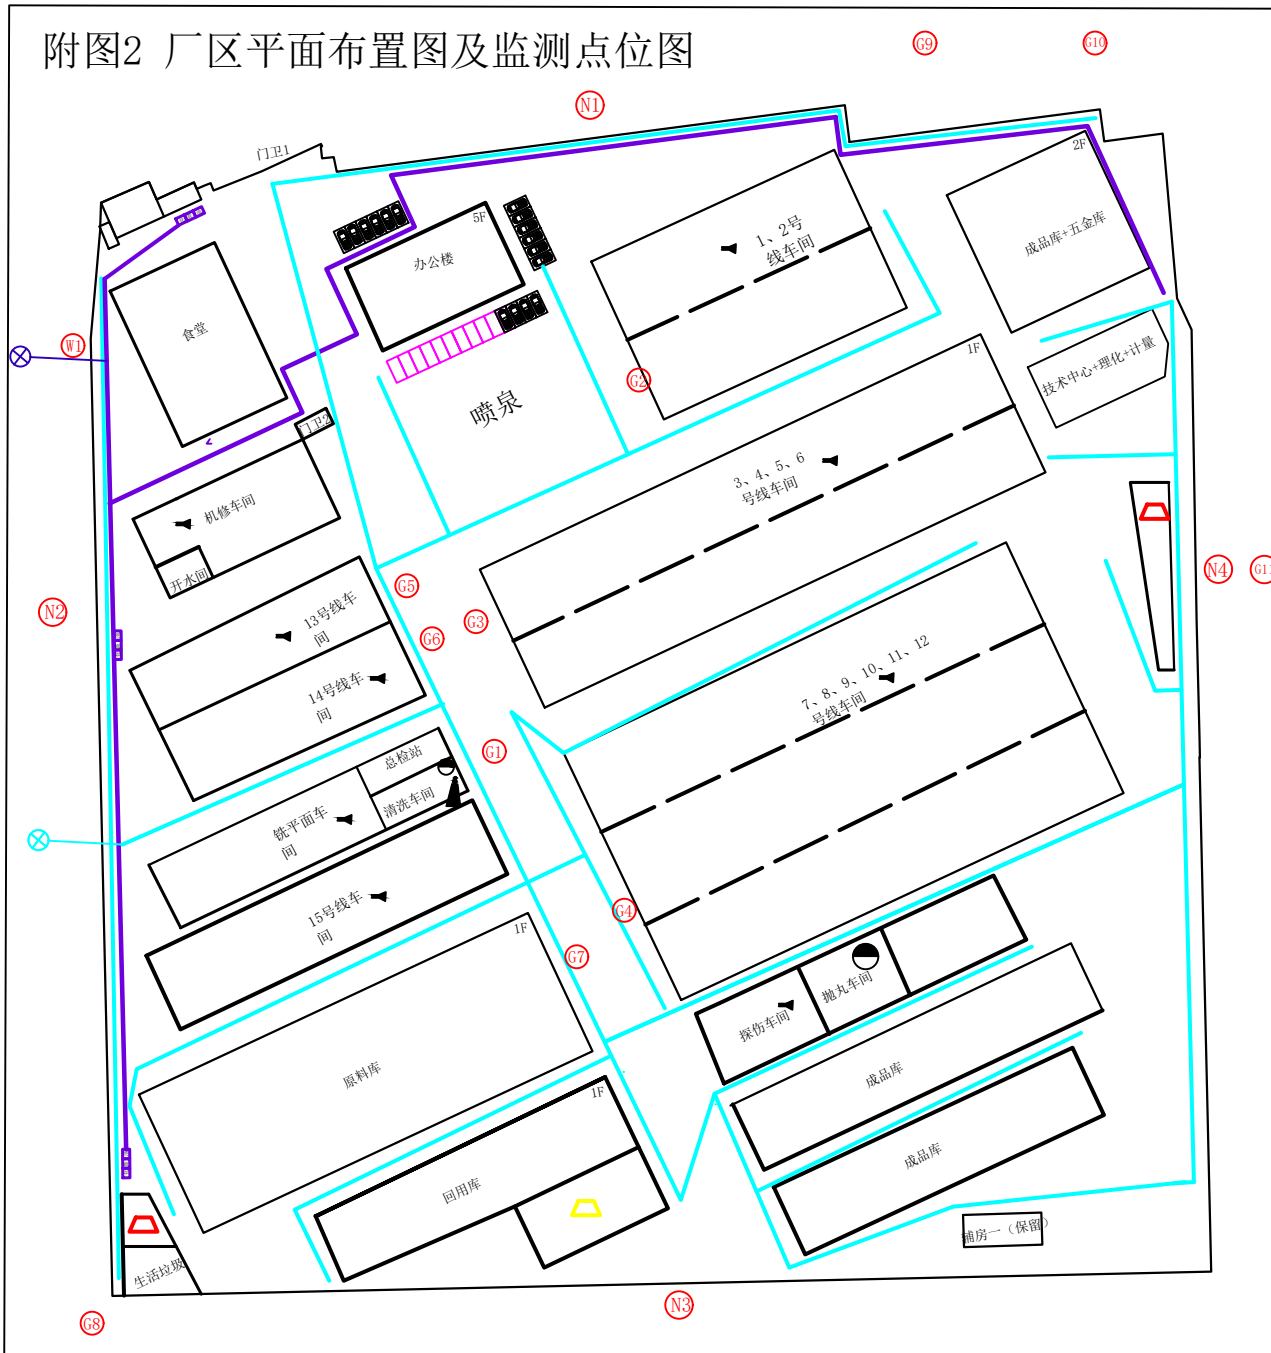 附图2 厂区平面布置图及监测点位图
G9
G10
N1
门卫1
2F
成品库+五金库
5F
办公楼
1、2号
线车间
食堂
W1
喷泉
G2
1F
技术中心+理化+计量
门卫2
3、4、5、6
号线车间
机修车间
开水间
N4
G11
G5
N2
13号线车
间
G6
G3
7、8、9、10、11、12
号线车间
14号线车
间
总检站
G1
清洗车间
铣平面车
间
15号线车
间
G4
1F
G7
抛丸车间
探伤车间
原料库
成品库
1F
成品库
回用库
辅房一（保留）
生活垃圾
G8
N3